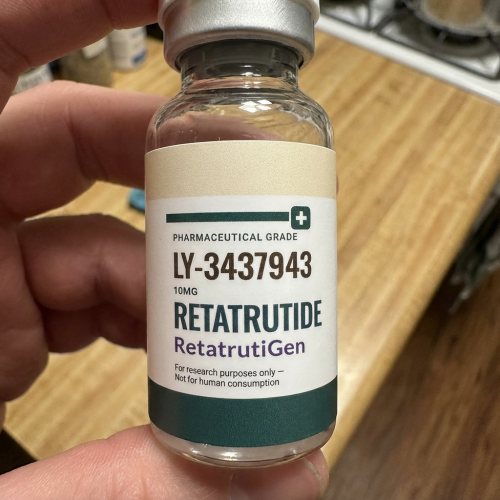 PHARMACEUTICAL GRADE
LY-3437943
10MG
RETATRUTIDE
RetatrutiGen
For research purposes only —
Not for human consumption